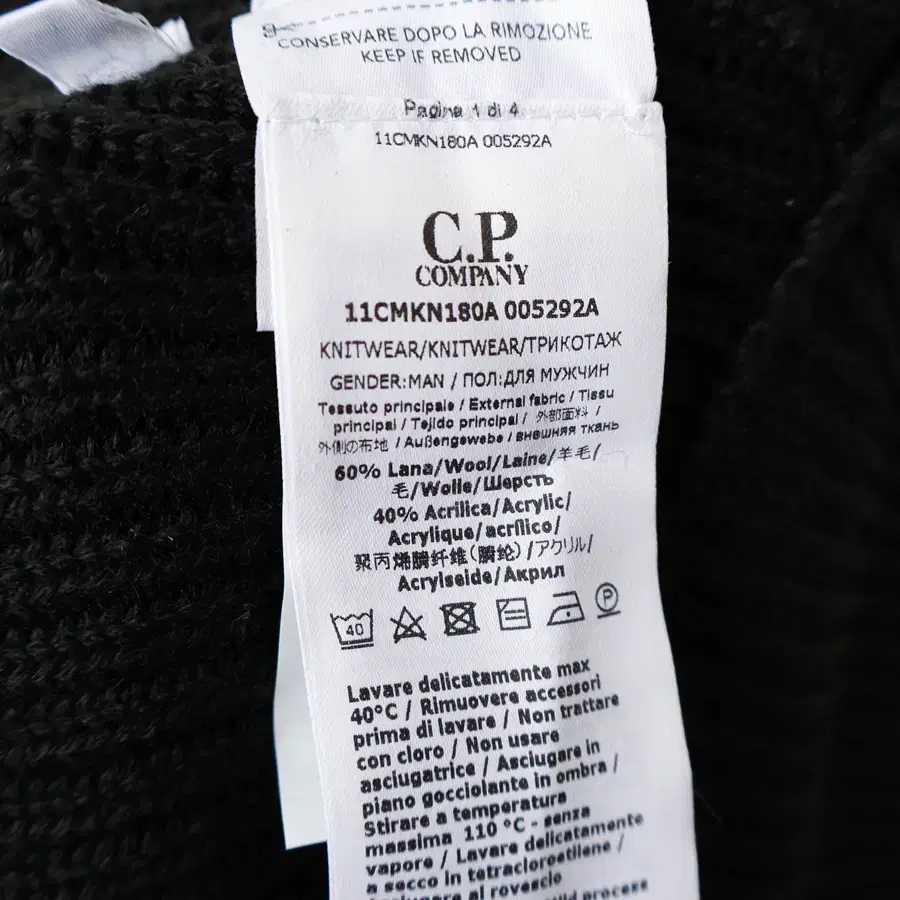 CONSERVARE DOPO LA RIMOZIONE
KEEP IF REMOVED
Pagina 1 di 4
11CMKN180A 005292A
C.P.
COMPANY
11CMKN180A 005292A
KNITWEAR/KNITWEAR/ТРИКОТАЖ
GENDER:MAN / ПОЛ:ДЛЯ МУЖЧИН
Tessuto principale / External fabric / Tissu
principal / Tejido principal / 外部面料 /
外側の布地 / Außengewebe / внешняя ткань
60% Lana/Wool/Laine/羊毛/
毛/Wolle/Шерсть
40% Acrilica/Acrylic/
Acrylique/acrílico/
聚丙烯腈纤维(腈纶)/アクリル/
Acrylseide/Акрил
40
P
Lavare delicatamente max
40°C / Rimuovere accessori
prima di lavare / Non trattare
con cloro / Non usare
asciugatrice / Asciugare in
piano gocciolante in ombra /
Stirare a temperatura
massima 110 °C - senza
vapore / Lavare delicatamente
a secco in tetracloroetilene /
al rovescio
process